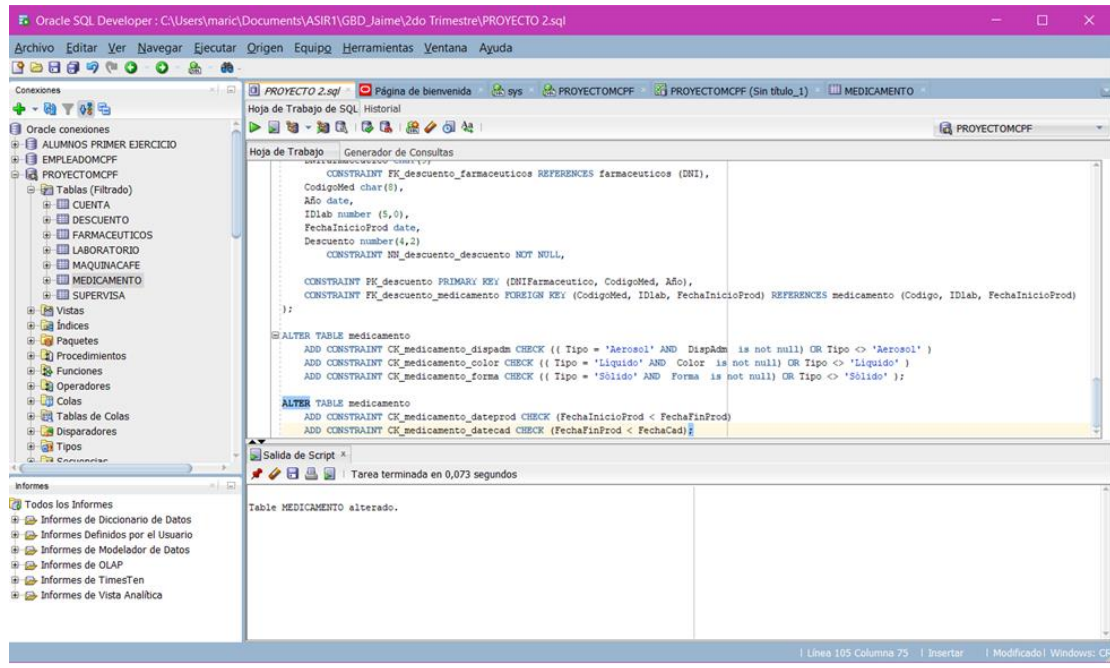 Oracle SQL Developer : C:\Users\maric\Documents\ASIR1\GBD_Jaime\2do Trimestre\PROYECTO 2.sql
Archivo Editar Ver Navegar Ejecutar Origen Equipo Herramientas Ventana Ayuda
Conexiones
Oracle conexiones
ALUMNOS PRIMER EJERCICIO
EMPLEADOMCPF
PROYECTOMCPF
Tablas (Filtrado)
CUENTA
DESCUENTO
FARMACEUTICOS
LABORATORIO
MAQUINACAFE
MEDICAMENTO
SUPERVISA
Vistas
Índices
Paquetes
Procedimientos
Funciones
Operadores
Colas
Tablas de Colas
Disparadores
Tipos
Informes
Todos los Informes
Informes de Diccionario de Datos
Informes Definidos por el Usuario
Informes de Modelador de Datos
Informes de OLAP
Informes de TimesTen
Informes de Vista Analítica
PROYECTO 2.sql Página de bienvenida sys PROYECTOMCPF PROYECTOMCPF (Sin título_1) MEDICAMENTO
Hoja de Trabajo de SQL Historial
PROYECTOMCPF
Hoja de Trabajo Generador de Consultas
CONSTRAINT FK_descuento_farmaceuticos REFERENCES farmaceuticos (DNI),
CodigoMed char(8),
Año date,
IDlab number (5,0),
FechaInicioProd date,
Descuento number(4,2)
CONSTRAINT NN_descuento_descuento NOT NULL,
CONSTRAINT PK_descuento PRIMARY KEY (DNIFarmaceutico, CodigoMed, Año),
CONSTRAINT FK_descuento_medicamento FOREIGN KEY (CodigoMed, IDlab, FechaInicioProd) REFERENCES medicamento (Codigo, IDlab, FechaInicioProd)
);
ALTER TABLE medicamento
ADD CONSTRAINT CK_medicamento_dispadm CHECK (( Tipo = 'Aerosol' AND DispAdm is not null) OR Tipo <> 'Aerosol' )
ADD CONSTRAINT CK_medicamento_color CHECK (( Tipo = 'Liquido' AND Color is not null) OR Tipo <> 'Liquido' )
ADD CONSTRAINT CK_medicamento_forma CHECK (( Tipo = 'Sólido' AND Forma is not null) OR Tipo <> 'Sólido' );
ALTER TABLE medicamento
ADD CONSTRAINT CK_medicamento_dateprod CHECK (FechaInicioProd < FechaFinProd)
ADD CONSTRAINT CK_medicamento_datecad CHECK (FechaFinProd < FechaCad);
Salida de Script
Tarea terminada en 0,073 segundos
Table MEDICAMENTO alterado.
Línea 105 Columna 75 Insertar Modificado Windows: